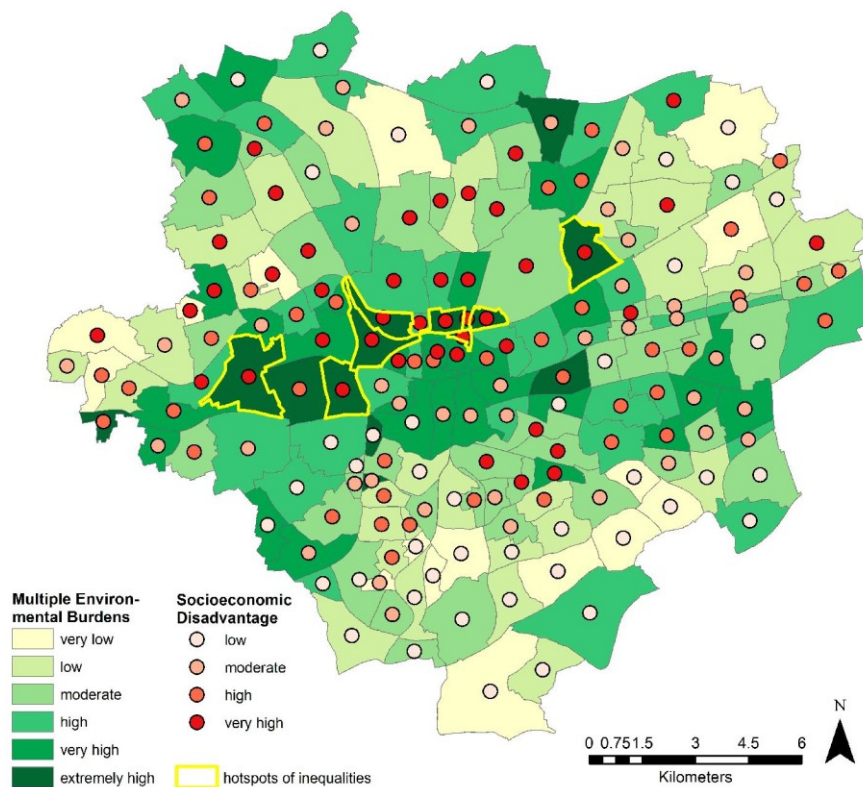 Multiple Environ-
mental Burdens
very low
low
moderate
high
very high
extremely high
Socioeconomic
Disadvantage
low
moderate
high
very high
hotspots of inequalities
N
0 0.75 1.5 3 4.5 6
Kilometers